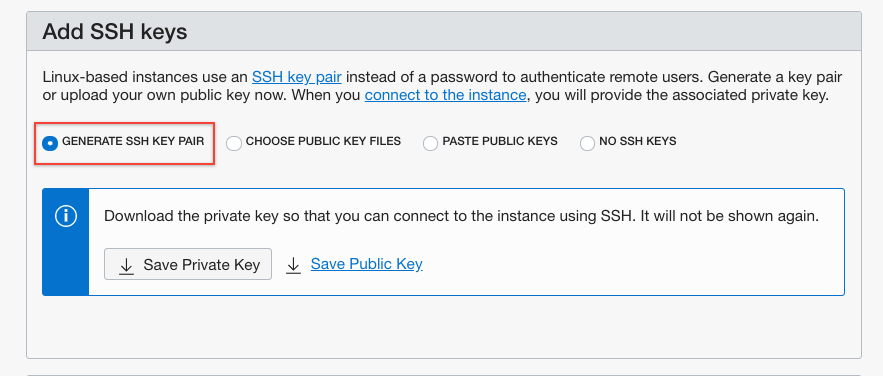 Add SSH keys
Linux-based instances use an SSH key pair instead of a password to authenticate remote users. Generate a key pair
or upload your own public key now. When you connect to the instance, you will provide the associated private key.
GENERATE SSH KEY PAIR CHOOSE PUBLIC KEY FILES PASTE PUBLIC KEYS NO SSH KEYS
Download the private key so that you can connect to the instance using SSH. It will not be shown again.
Save Private Key Save Public Key